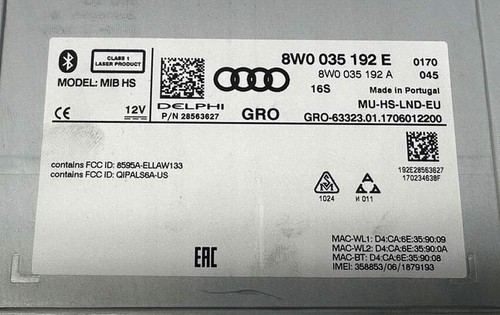 CLASS 1
LASER PRODUCT
MODEL: MIB HS
CE
12V
DELPHI
P/N 28563627
8W0 035 192 E 0170
8W0 035 192 A 045
16S Made in Portugal
MU-HS-LND-EU
GRO GRO-63323.01.1706012200
contains FCC ID: 8595A-ELLAW133
contains FCC ID: QIPALS6A-US
192E28563627
170234638F
1024
И 011
EAC
MAC-WL1: D4:CA:6E:35:90:09
MAC-WL2: D4:CA:6E:35:90:0A
MAC-BT: D4:CA:6E:35:90:08
IMEI: 358853/06/1879193